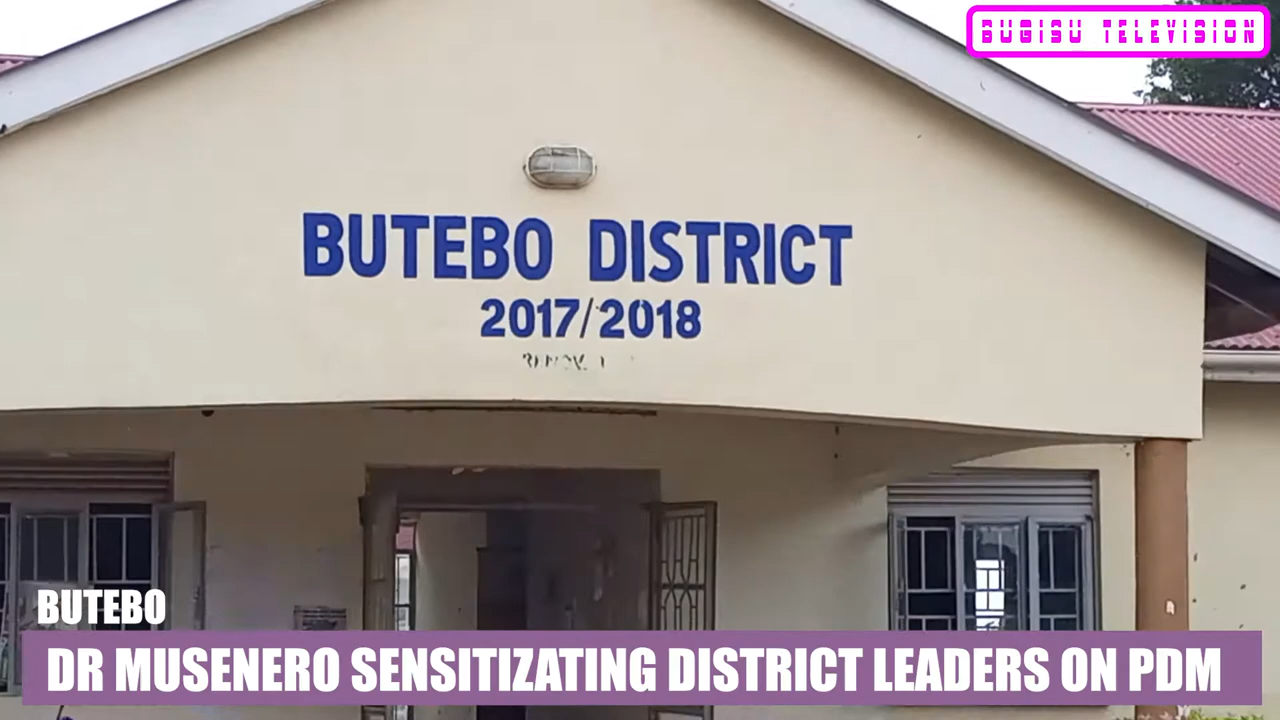 BUGISU TELEVISION
BUTEBO DISTRICT
2017/2018
BUTEBO
DR MUSENERO SENSITIZATING DISTRICT LEADERS ON PDM